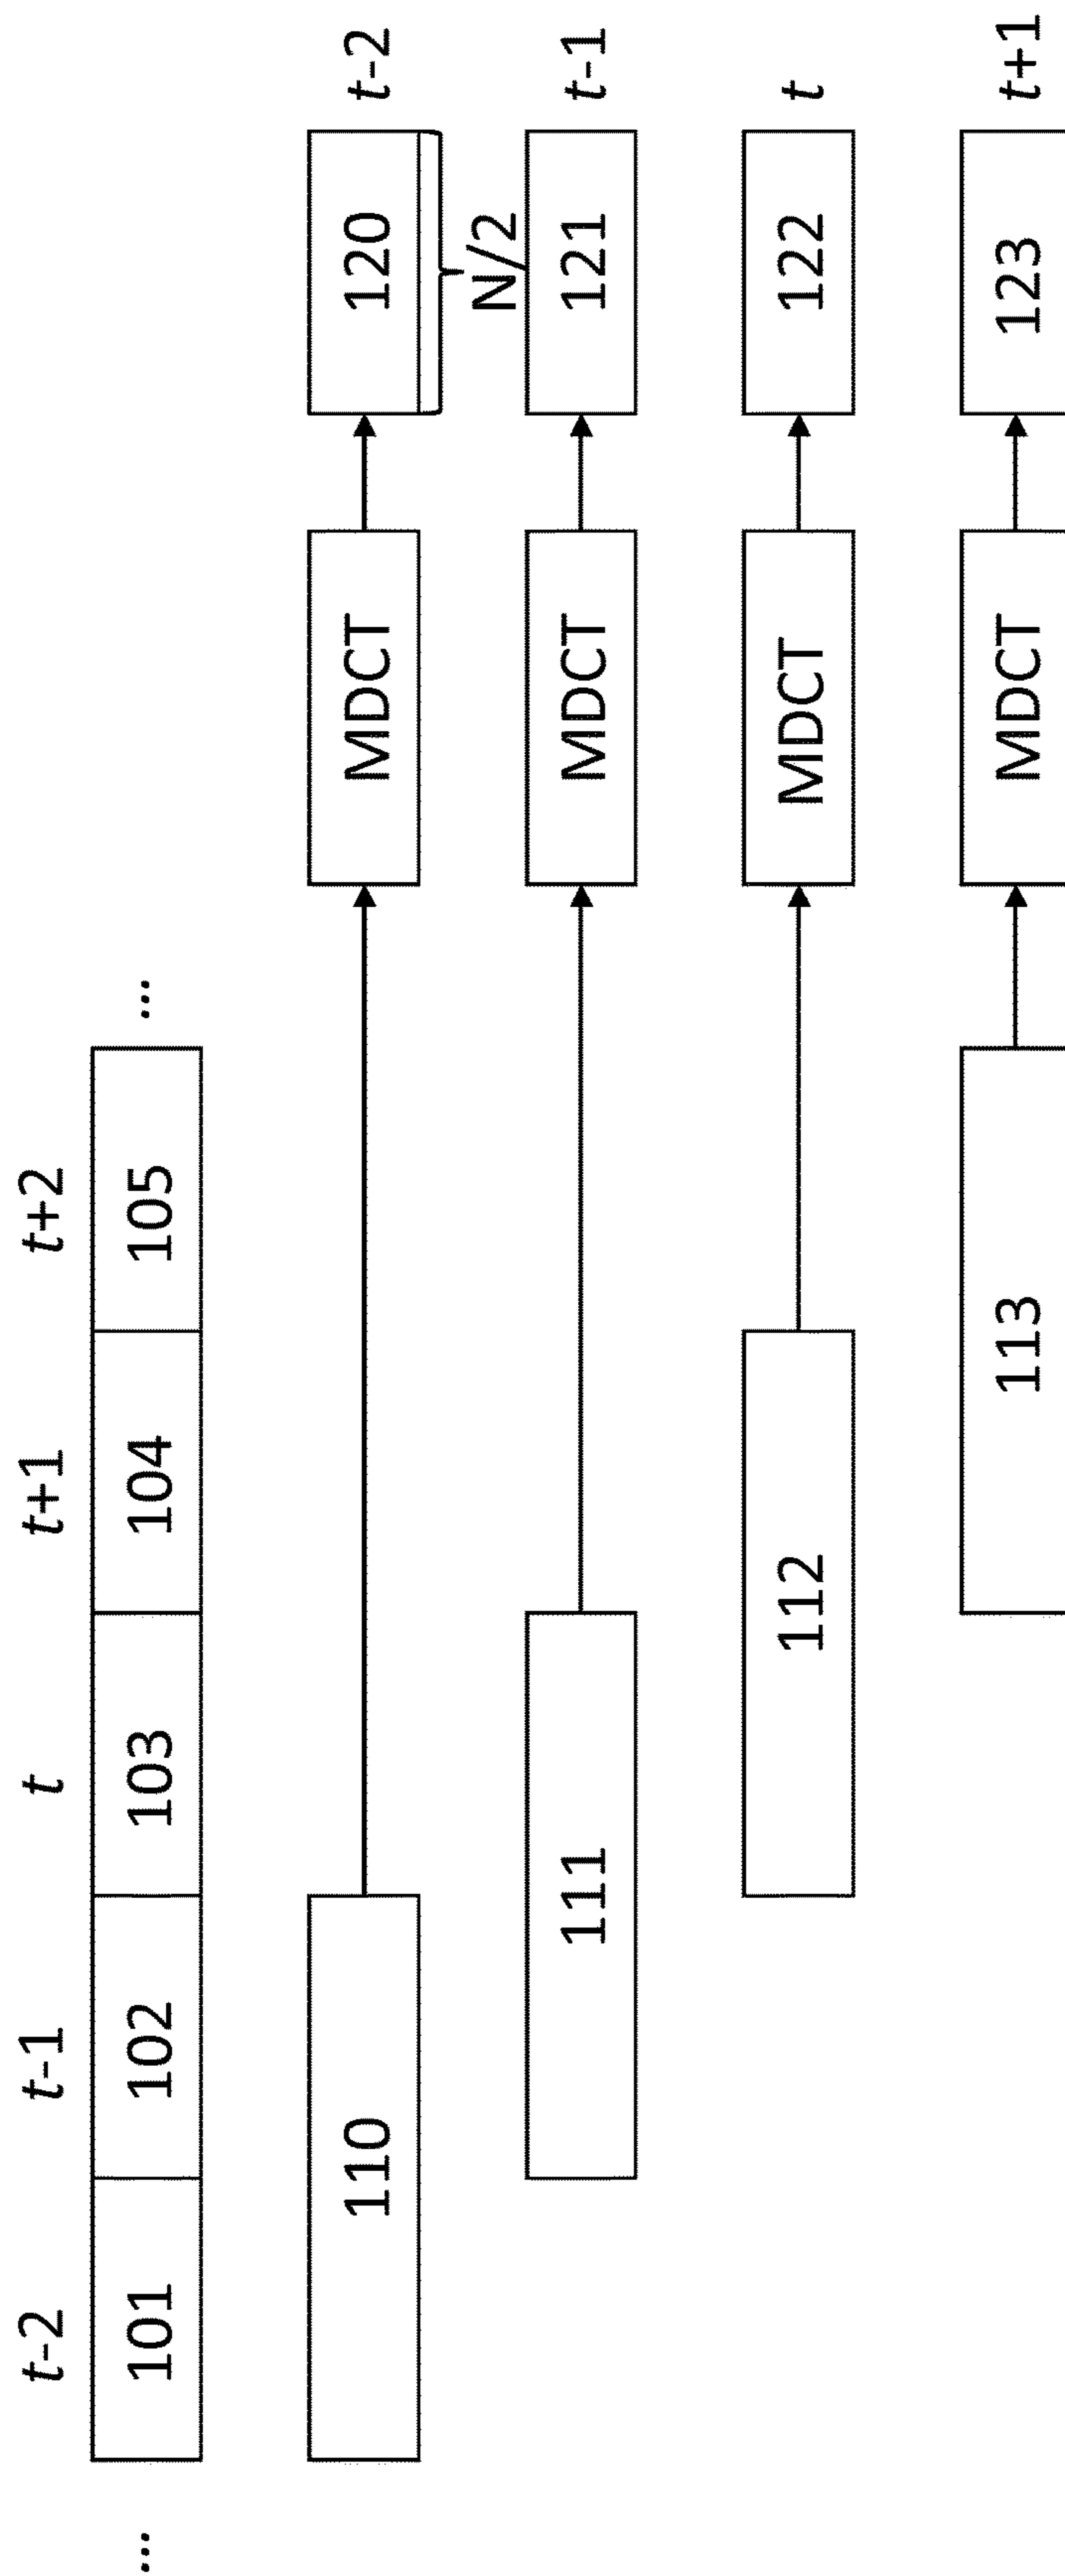 t-2 t-1 t t+1 t+2
... 101 102 103 104 105 ...
110 MDCT 120 t-2
N/2
111 MDCT 121 t-1
112 MDCT 122 t
113 MDCT 123 t+1